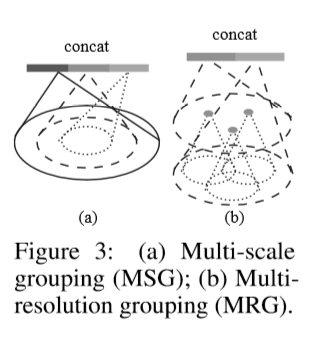 concat
concat
(a)
(b)
Figure 3: (a) Multi-scale
grouping (MSG); (b) Multi-
resolution grouping (MRG).